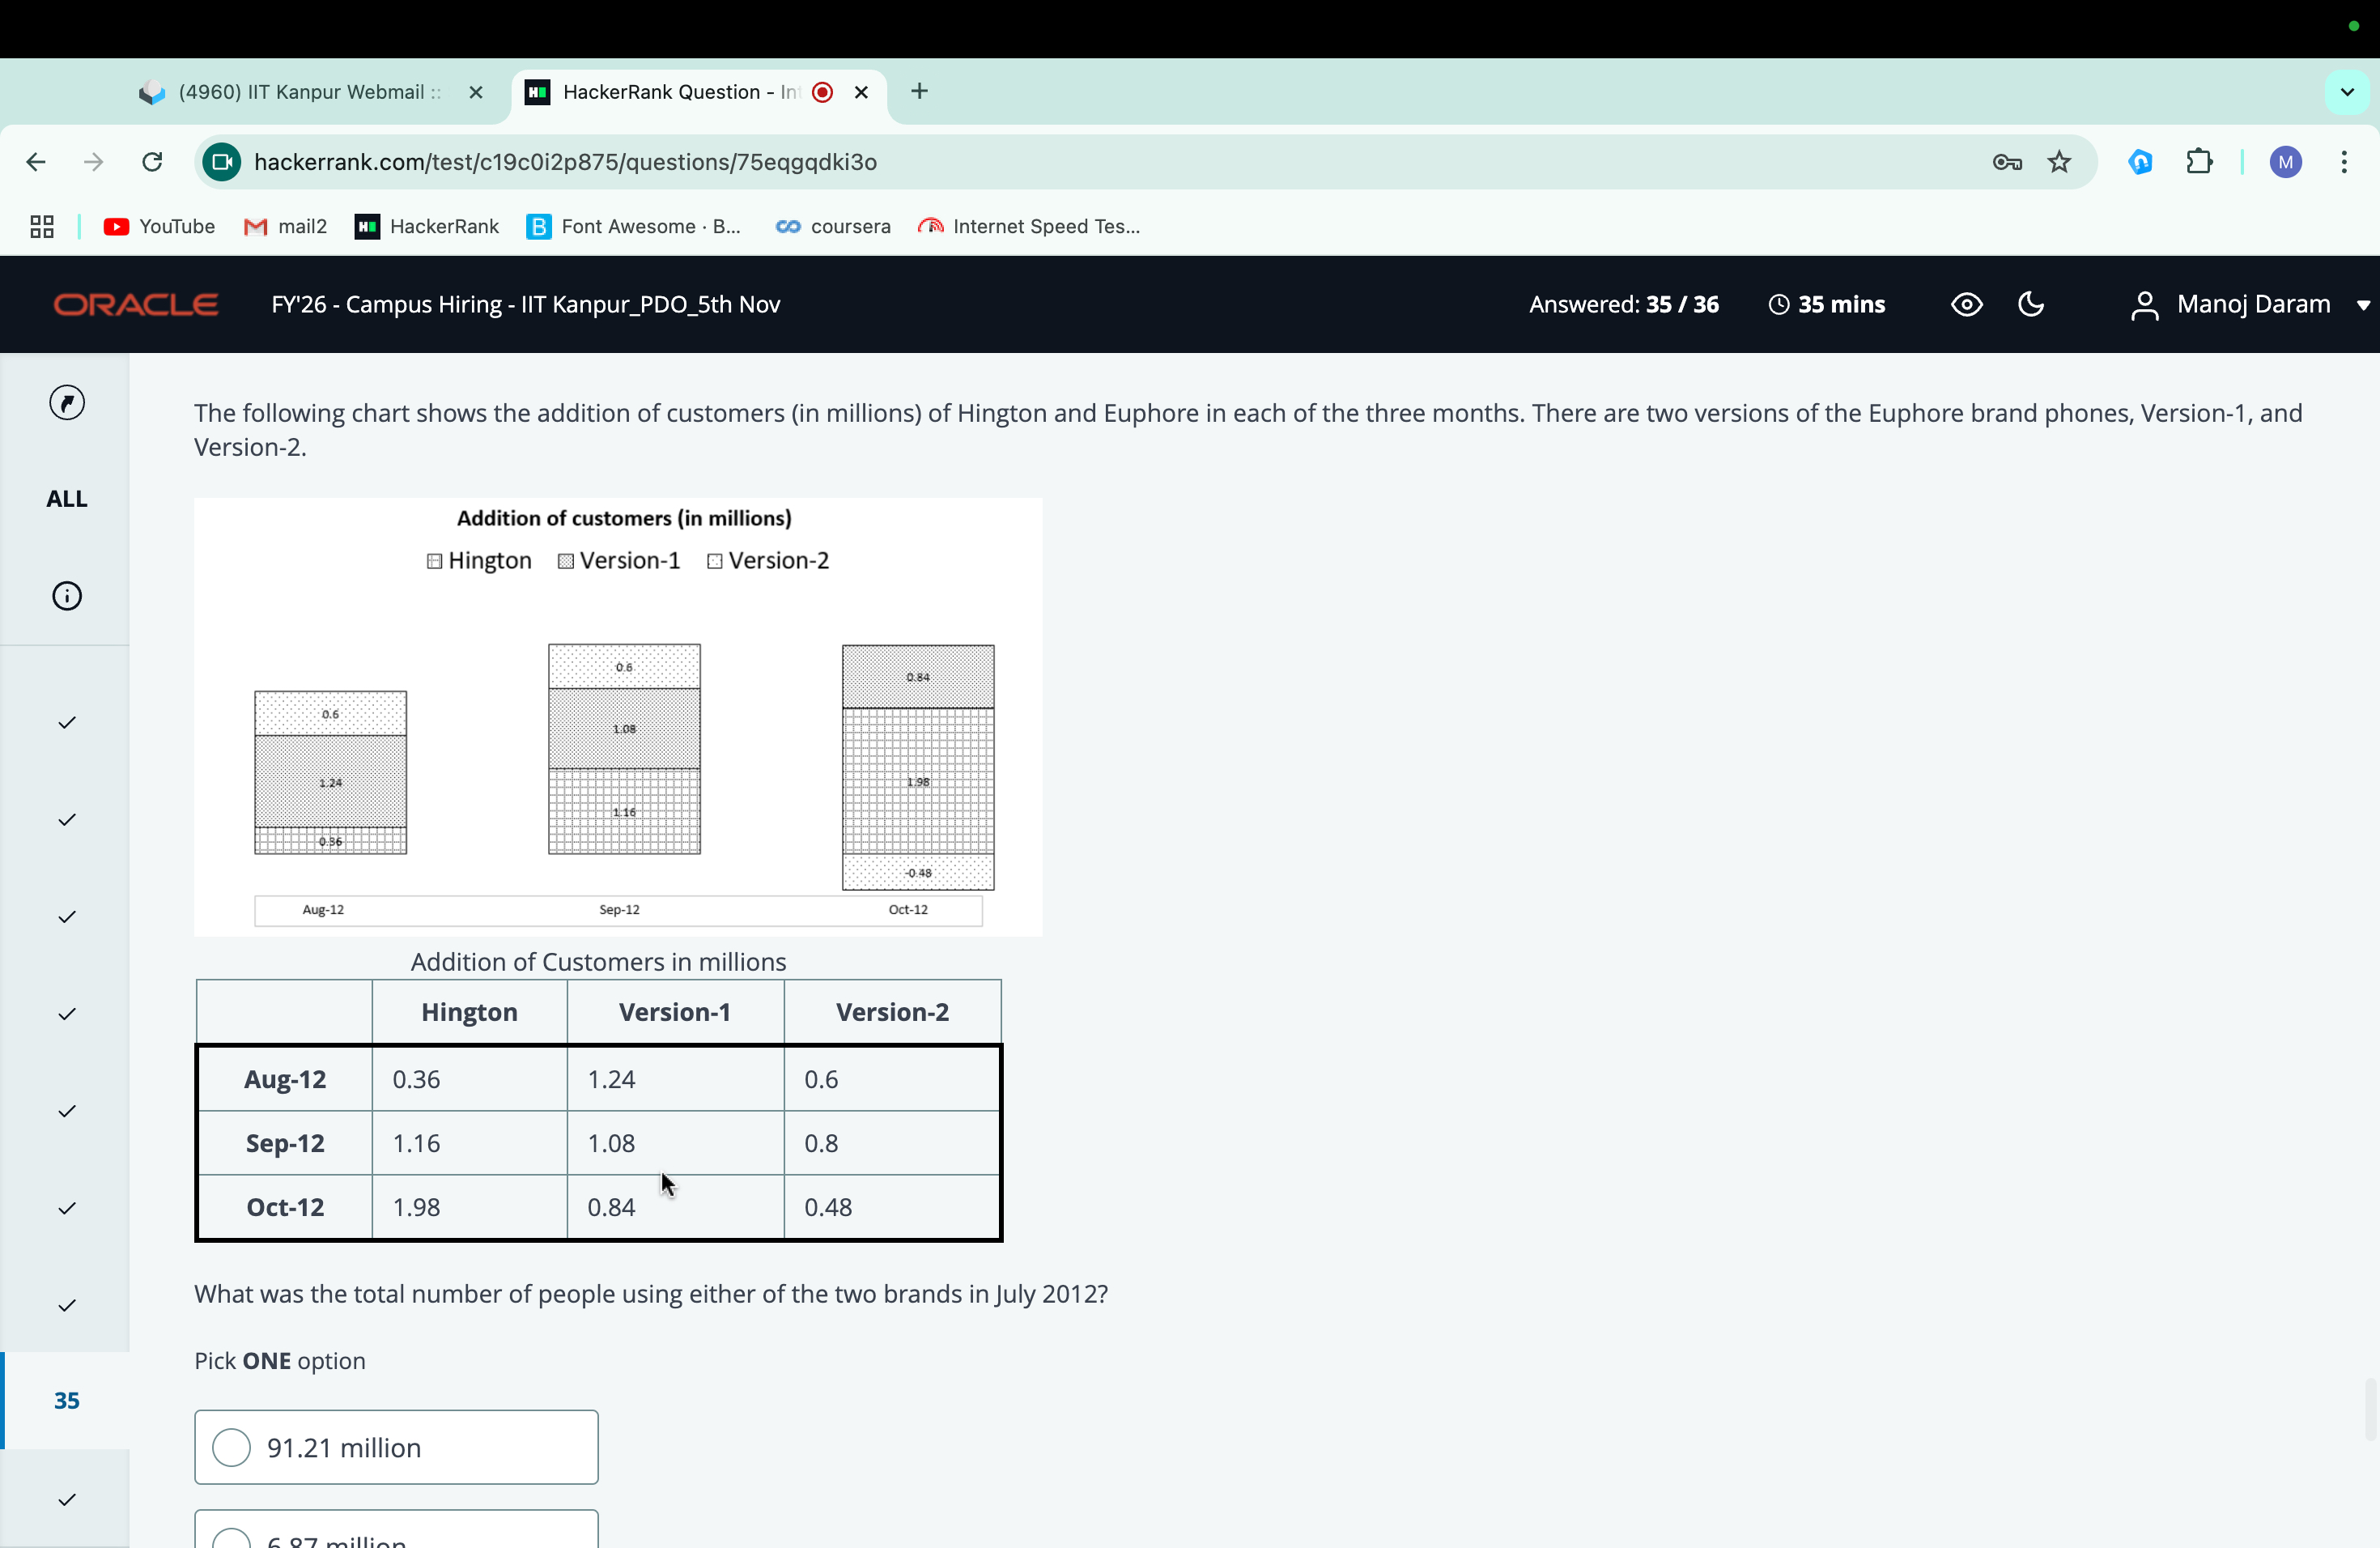 (4960) IIT Kanpur Webmail ::
HackerRank Question - Int
hackerrank.com/test/c19c0i2p875/questions/75eqgqdki3o
M
YouTube mail2 HackerRank Font Awesome · B... coursera Internet Speed Tes...
ORACLE FY'26 - Campus Hiring - IIT Kanpur_PDO_5th Nov Answered: 35 / 36 35 mins Manoj Daram
ALL
35
The following chart shows the addition of customers (in millions) of Hington and Euphore in each of the three months. There are two versions of the Euphore brand phones, Version-1, and
Version-2.
Addition of customers (in millions)
Hington Version-1 Version-2
0.6
1.24
0.36
0.6
1.08
1.16
0.84
1.98
-0.48
Aug-12 Sep-12 Oct-12
Addition of Customers in millions
Hington Version-1 Version-2
Aug-12 0.36 1.24 0.6
Sep-12 1.16 1.08 0.8
Oct-12 1.98 0.84 0.48
What was the total number of people using either of the two brands in July 2012?
Pick ONE option
91.21 million
6.87 million